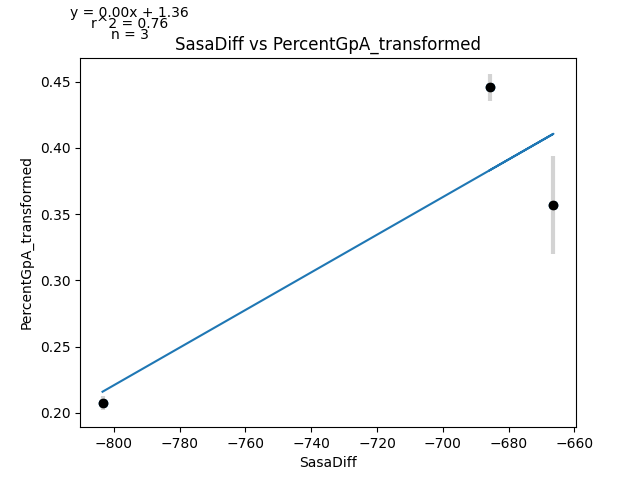 y = 0.00x + 1.36
r^2 = 0.76
n = 3
SasaDiff vs PercentGpA_transformed
0.45
0.40
0.35
0.30
0.25
0.20
PercentGpA_transformed
−800 −780 −760 −740 −720 −700 −680 −660
SasaDiff